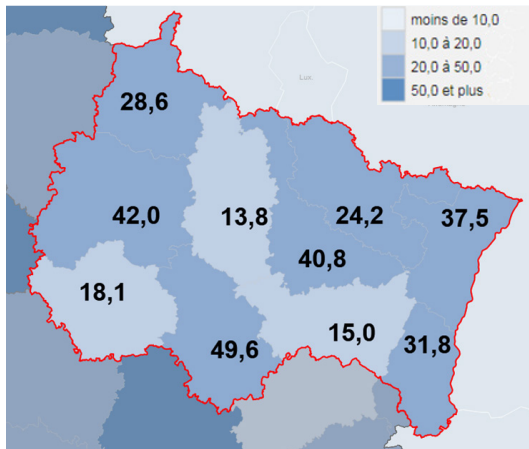 moins de 10,0
10,0 à 20,0
20,0 à 50,0
50,0 et plus
Lux.
28,6
42,0
13,8
24,2
37,5
40,8
18,1
49,6
15,0
31,8